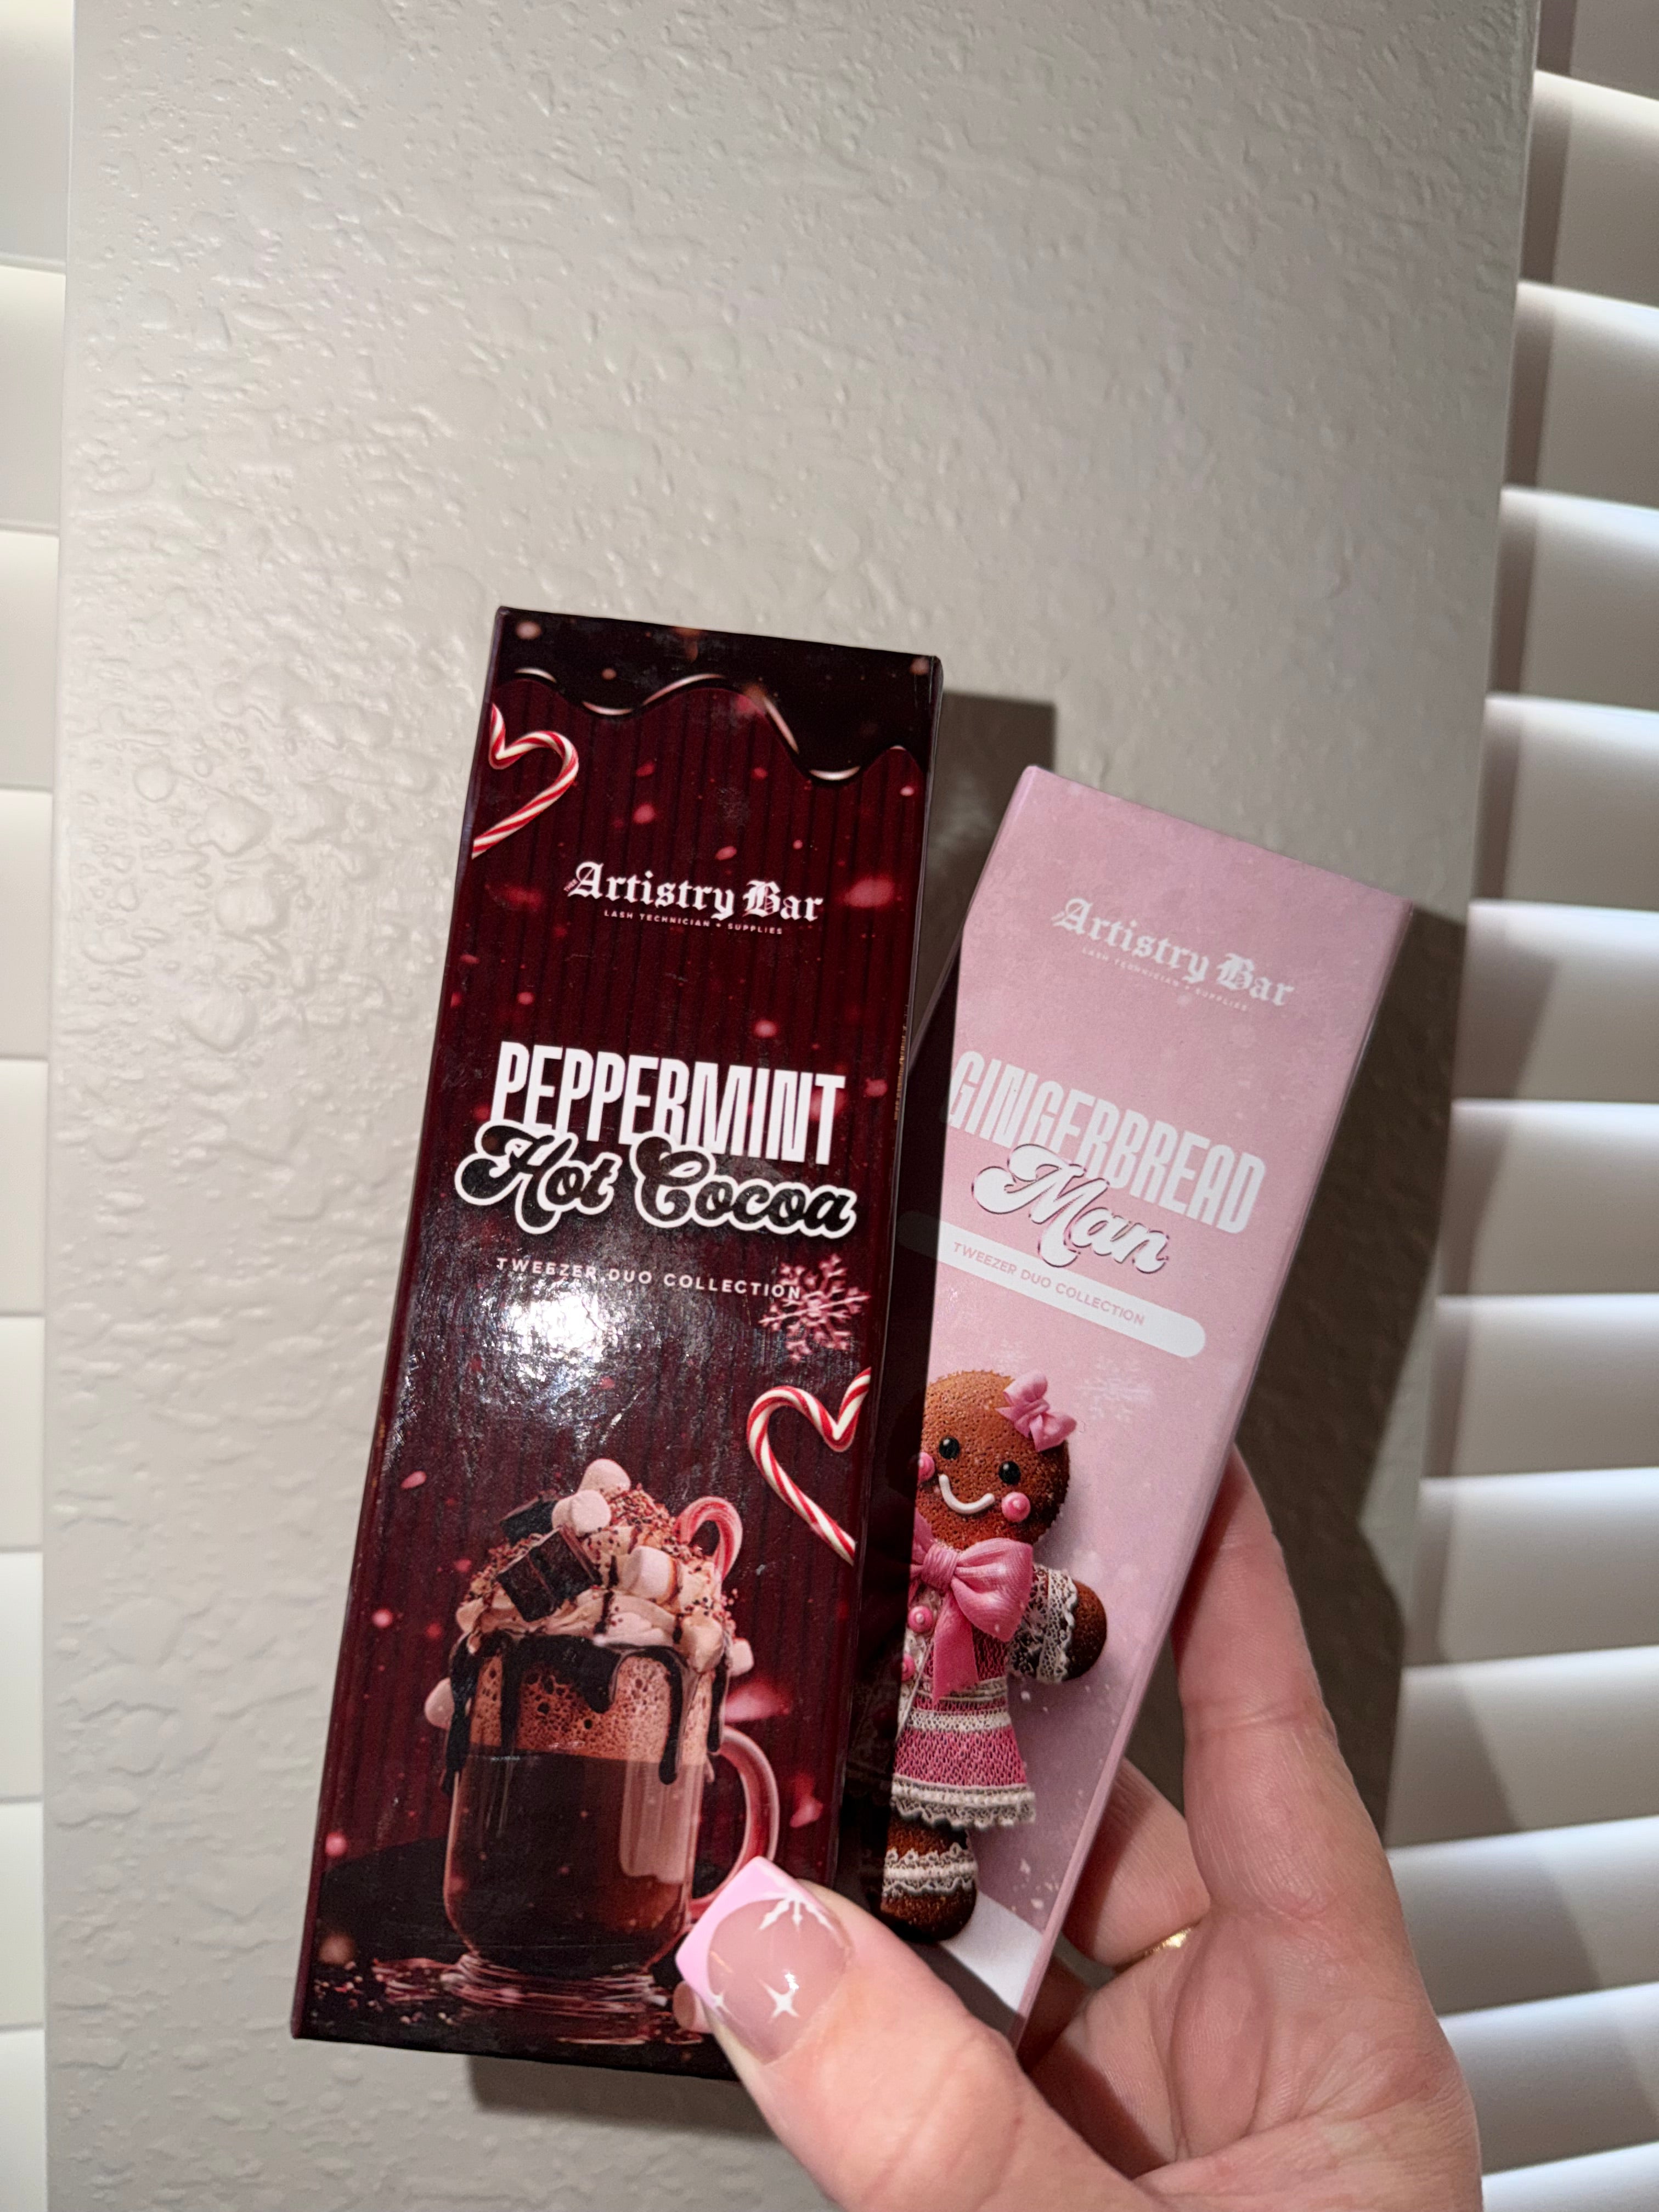 THEE Artistry Bar
LASH TECHNICIAN + SUPPLIES
PEPPERMINT
Hot Cocoa
TWEEZER DUO COLLECTION
Artistry Bar
LASH TECHNICIAN + SUPPLIES
GINGERBREAD
Man
TWEEZER DUO COLLECTION